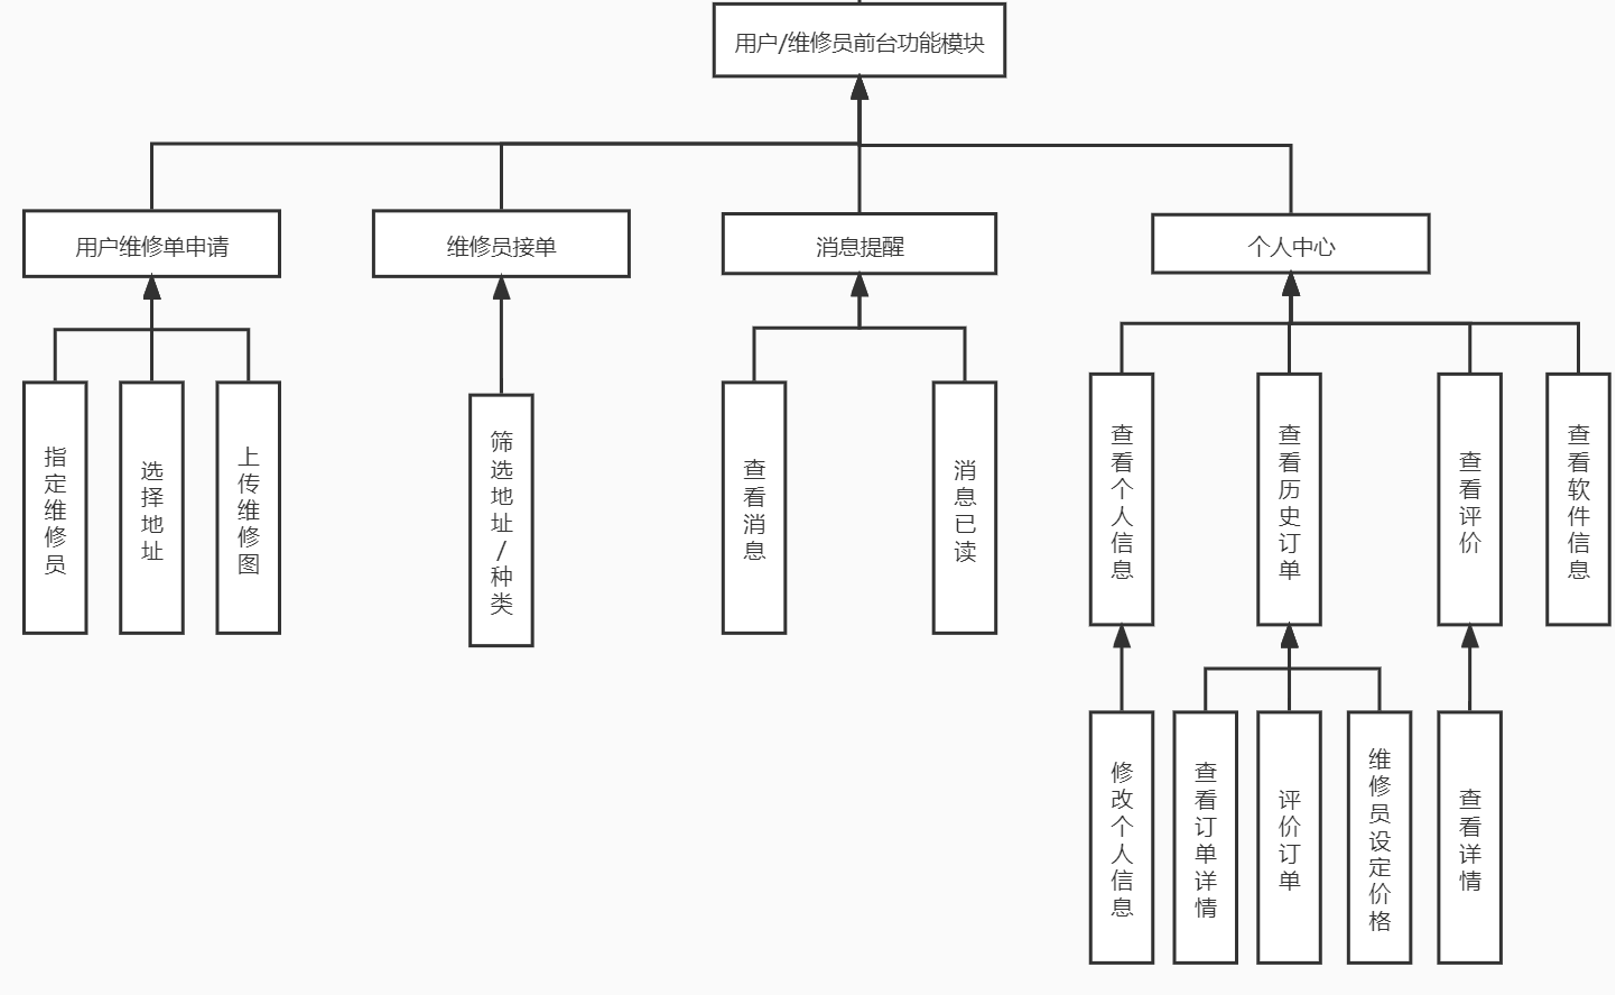 用户/维修员前台功能模块
用户维修单申请
维修员接单
消息提醒
个人中心
指定维修员
选择地址
上传维修图
筛选地址/种类
查看消息
消息已读
查看个人信息
查看历史订单
查看评价
查看软件信息
修改个人信息
查看订单详情
评价订单
维修员设定价格
查看详情